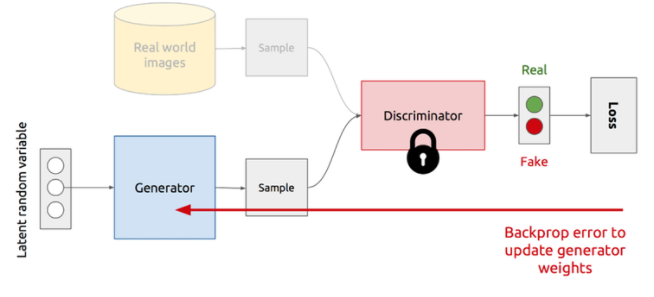 Real world
images
Sample
Real
Discriminator
Loss
Fake
Latent random variable
Generator
Sample
Backprop error to
update generator
weights